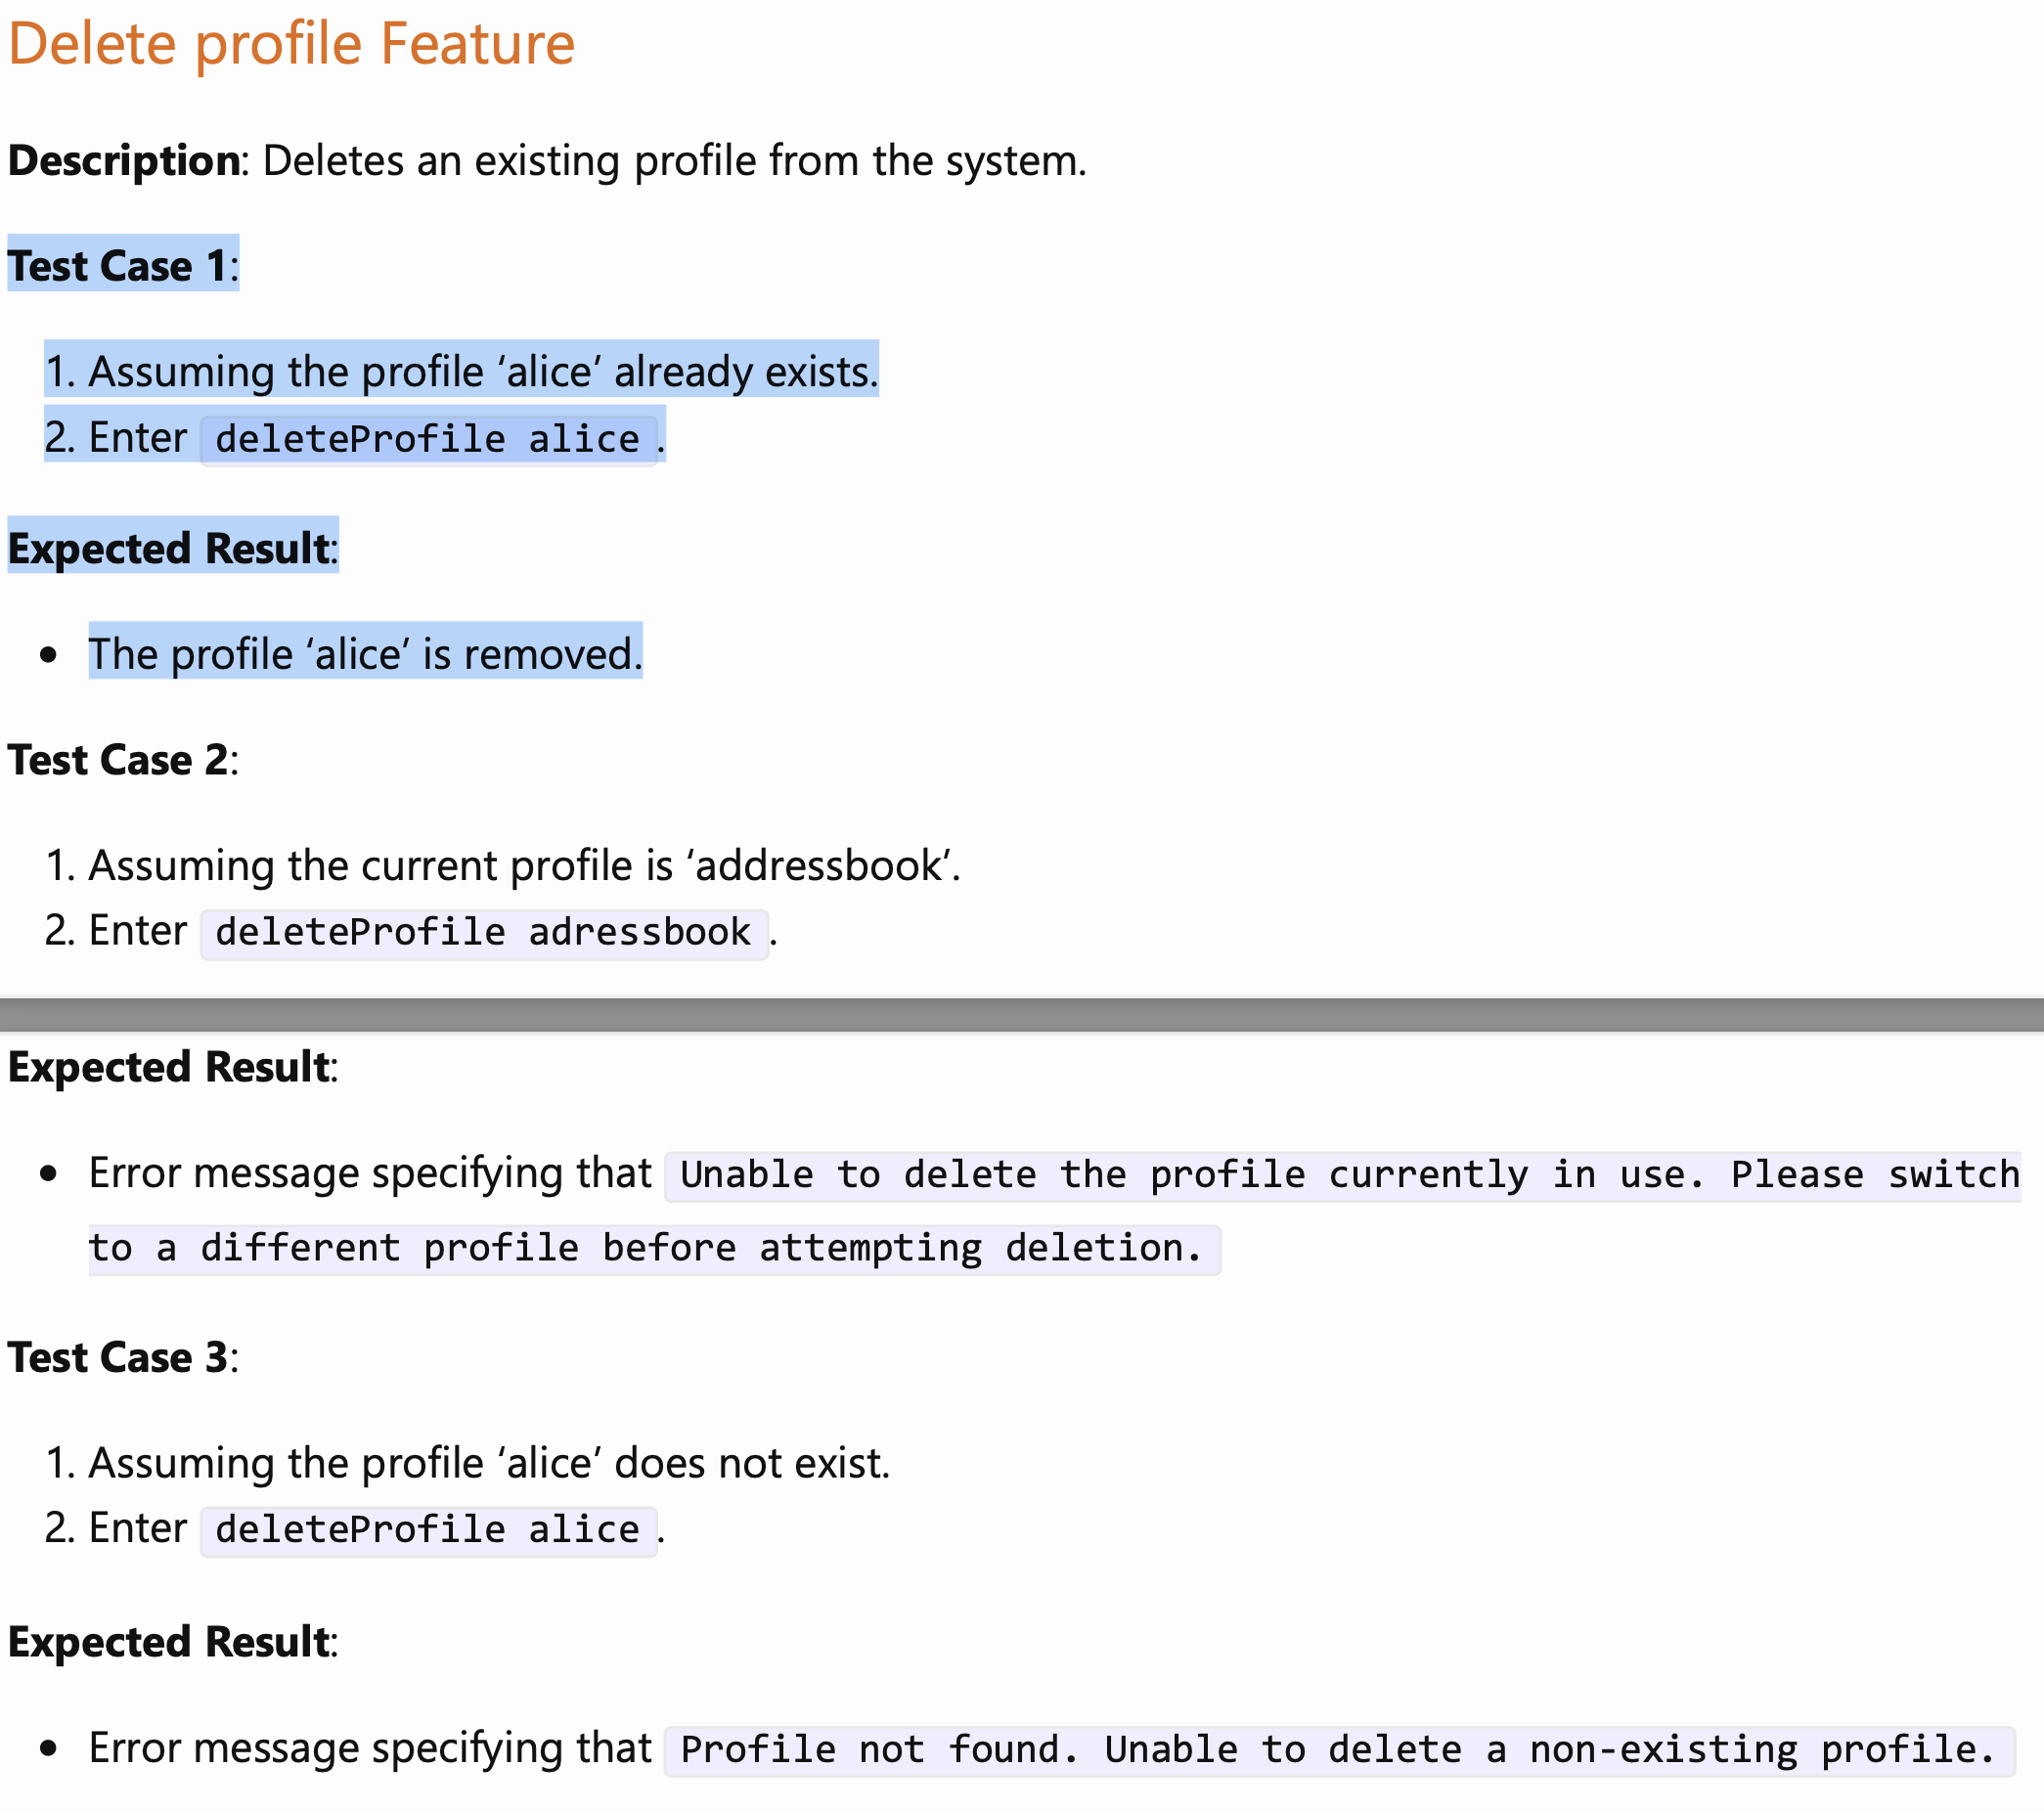 Delete profile Feature
Description: Deletes an existing profile from the system.
Test Case 1:
1. Assuming the profile ‘alice’ already exists.
2. Enter deleteProfile alice .
Expected Result:
• The profile ‘alice’ is removed.
Test Case 2:
1. Assuming the current profile is ‘addressbook’.
2. Enter deleteProfile adressbook .
Expected Result:
• Error message specifying that Unable to delete the profile currently in use. Please switch
to a different profile before attempting deletion.
Test Case 3:
1. Assuming the profile ‘alice’ does not exist.
2. Enter deleteProfile alice .
Expected Result:
• Error message specifying that Profile not found. Unable to delete a non-existing profile.